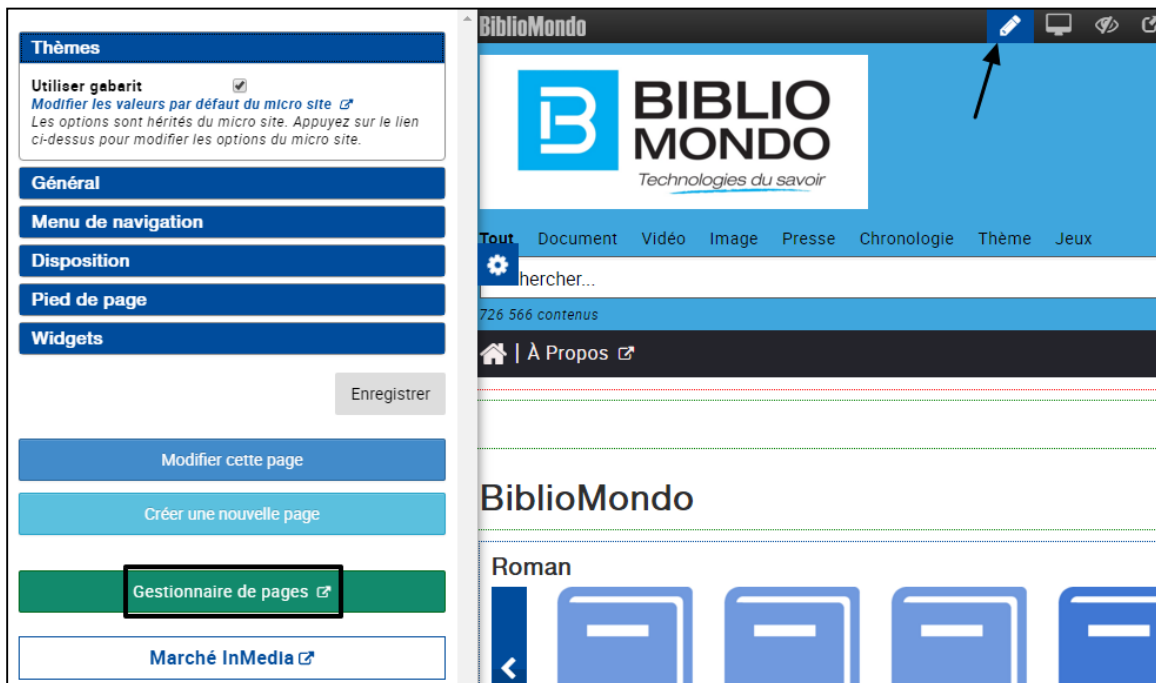 Thèmes
Utiliser gabarit
Modifier les valeurs par défaut du micro site
Les options sont hérités du micro site. Appuyez sur le lien
ci-dessus pour modifier les options du micro site.
Général
Menu de navigation
Disposition
Pied de page
Widgets
Enregistrer
Modifier cette page
Créer une nouvelle page
Gestionnaire de pages
Marché InMedia
BiblioMondo
B
BIBLIO
MONDO
Technologies du savoir
Tout Document Vidéo Image Presse Chronologie Thème Jeux
hercher...
726 566 contenus
| À Propos
BiblioMondo
Roman